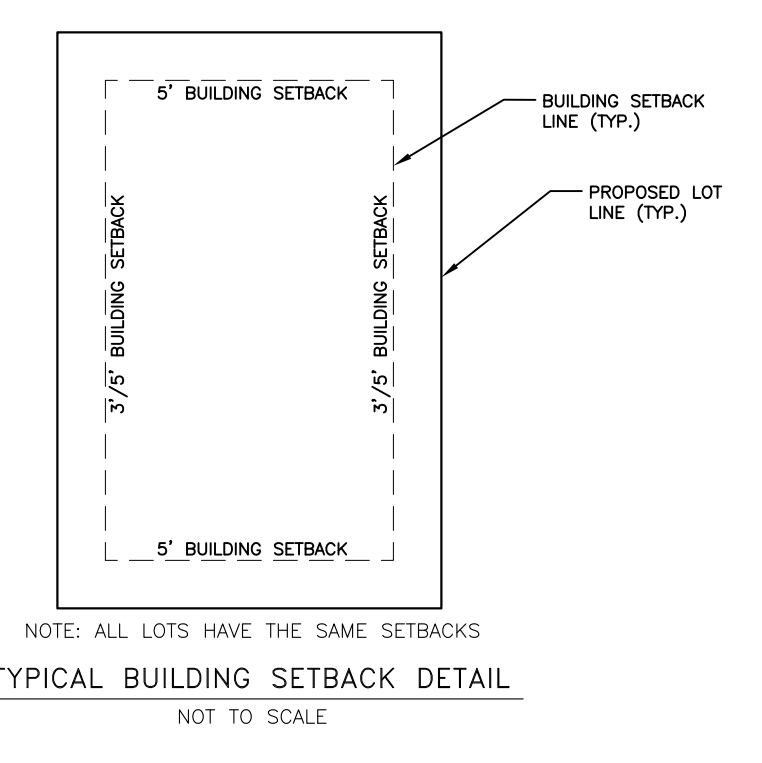 5' BUILDING SETBACK
BUILDING SETBACK
LINE (TYP.)
PROPOSED LOT
LINE (TYP.)
3'/5' BUILDING SETBACK
3'/5' BUILDING SETBACK
5' BUILDING SETBACK
NOTE: ALL LOTS HAVE THE SAME SETBACKS
TYPICAL BUILDING SETBACK DETAIL
NOT TO SCALE